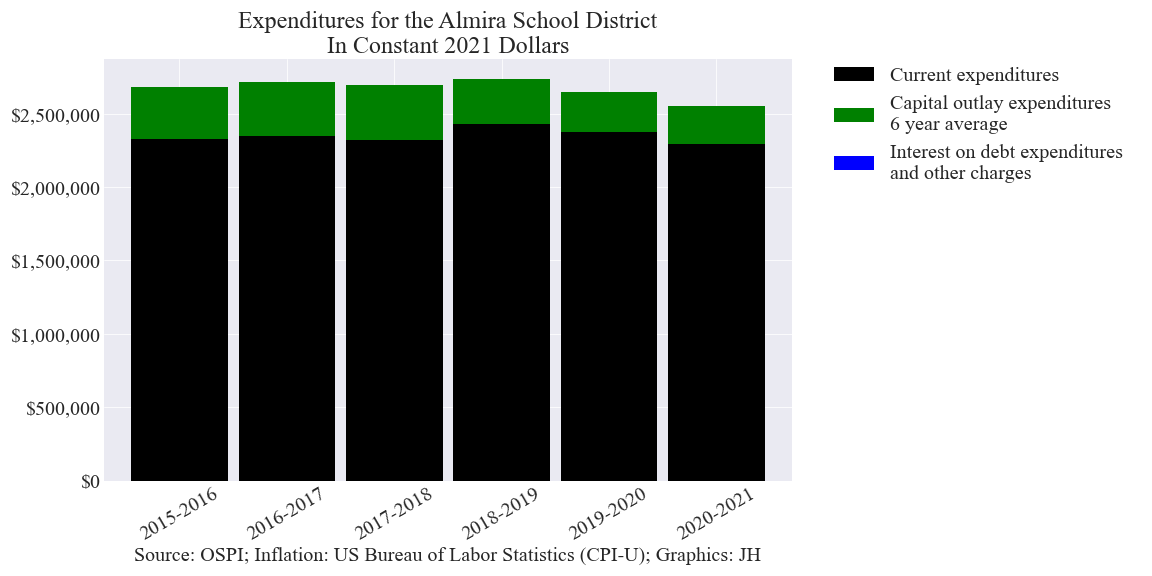 Expenditures for the Almira School District
In Constant 2021 Dollars
Current expenditures
Capital outlay expenditures
6 year average
Interest on debt expenditures
and other charges
$2,500,000
$2,000,000
$1,500,000
$1,000,000
$500,000
$0
2015-2016
2016-2017
2017-2018
2018-2019
2019-2020
2020-2021
Source: OSPI; Inflation: US Bureau of Labor Statistics (CPI-U); Graphics: JH